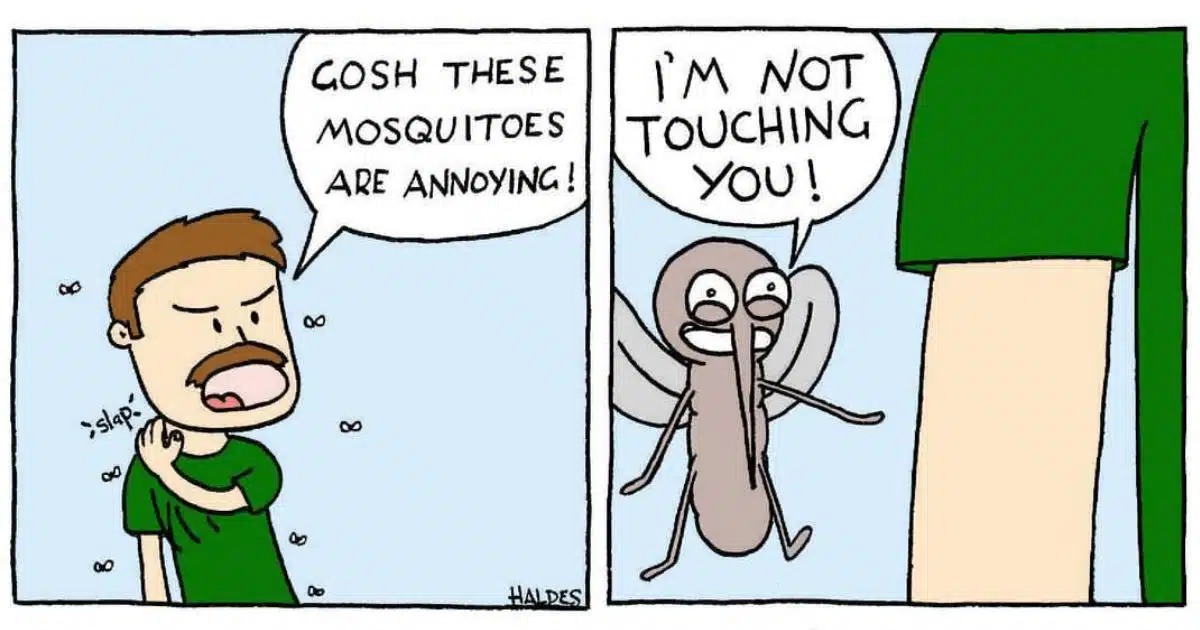 GOSH THESE
MOSQUITOES
ARE ANNOYING!
slap
HALDES
I'M NOT
TOUCHING
YOU!